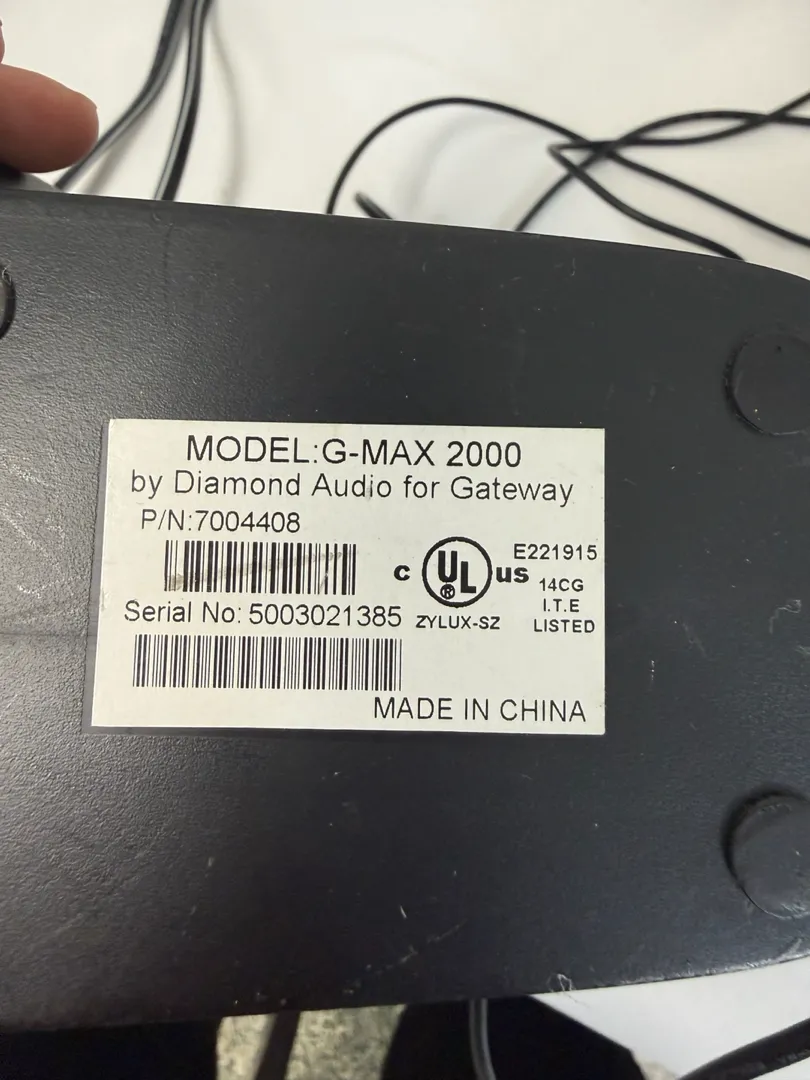 MODEL:G-MAX 2000
by Diamond Audio for Gateway
P/N:7004408
C UL® US
E221915
14CG
I.T.E
LISTED
ZYLUX-SZ
Serial No: 5003021385
MADE IN CHINA